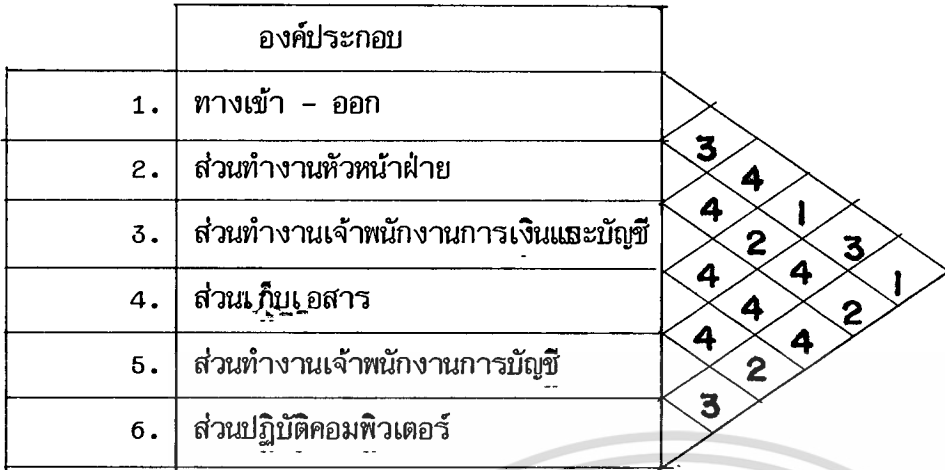 องค์ประกอบ
1. ทางเข้า - ออก
2. ส่วนทำงานหัวหน้าฝ่าย
3. ส่วนทำงานเจ้าพนักงานการเงินและบัญชี
4. ส่วนเก็บเอสาร
5. ส่วนทำงานเจ้าพนักงานการบัญชี
6. ส่วนปฏิบัติคอมพิวเตอร์
3 4 1 3 1
4 2 4 2
4 4 4
4 2
3